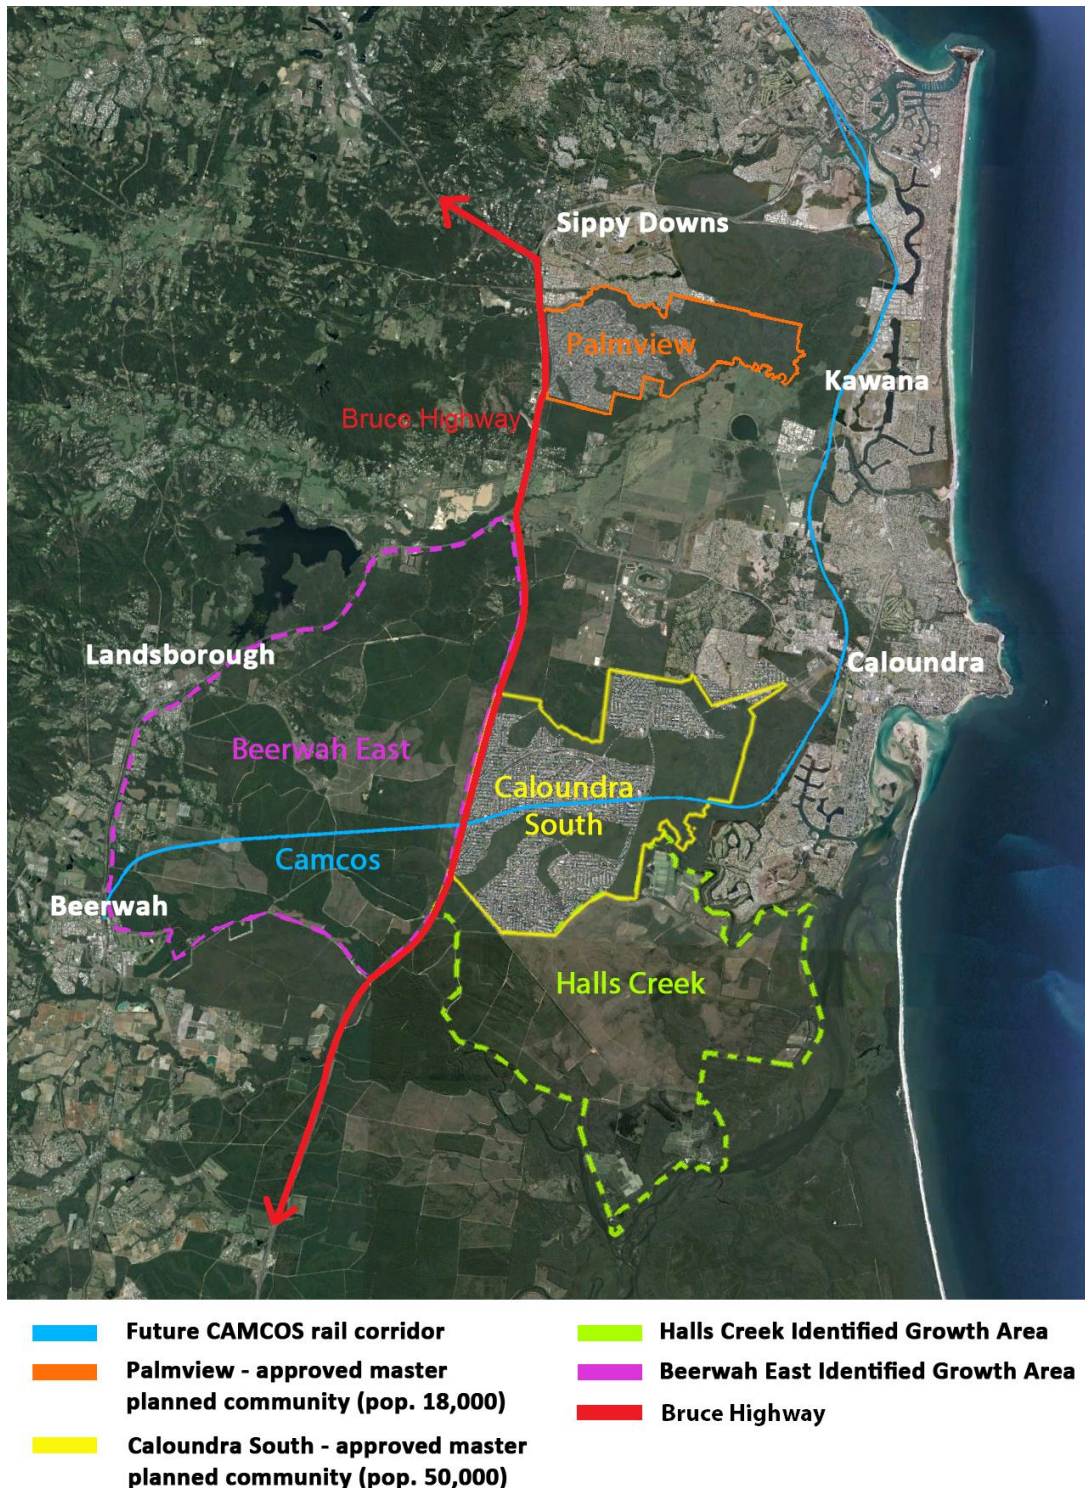 Sippy Downs
Palmview
Kawana
Bruce Highway
Landsborough
Caloundra
Beerwah East
Caloundra
South
Camcos
Beerwah
Halls Creek
Future CAMCOS rail corridor
Palmview - approved master
planned community (pop. 18,000)
Caloundra South - approved master
planned community (pop. 50,000)
Halls Creek Identified Growth Area
Beerwah East Identified Growth Area
Bruce Highway